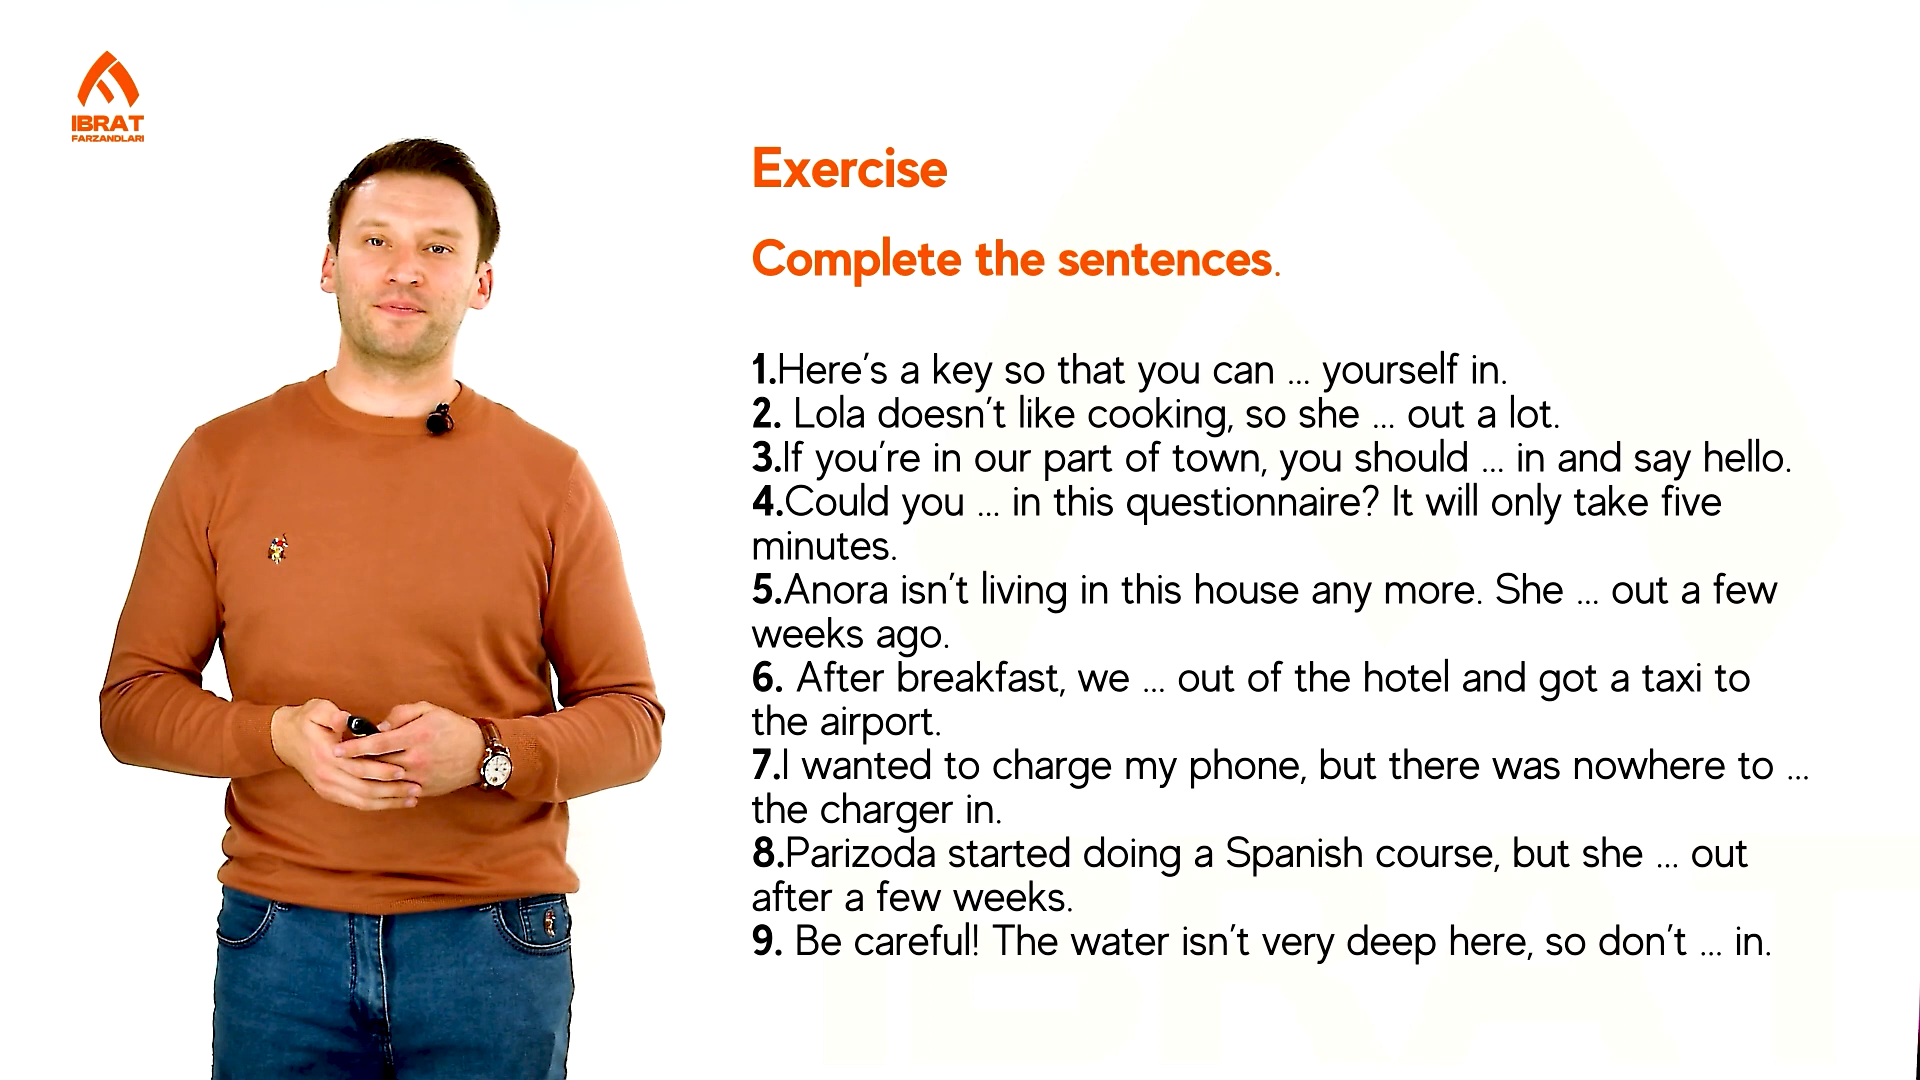 IBRAT
FARZANDLARI
Exercise
Complete the sentences.
1.Here's a key so that you can ... yourself in.
2. Lola doesn't like cooking, so she ... out a lot.
3.If you're in our part of town, you should ... in and say hello.
4.Could you ... in this questionnaire? It will only take five
minutes.
5.Anora isn't living in this house any more. She ... out a few
weeks ago.
6. After breakfast, we ... out of the hotel and got a taxi to
the airport.
7.I wanted to charge my phone, but there was nowhere to ...
the charger in.
8.Parizoda started doing a Spanish course, but she ... out
after a few weeks.
9. Be careful! The water isn't very deep here, so don't ... in.